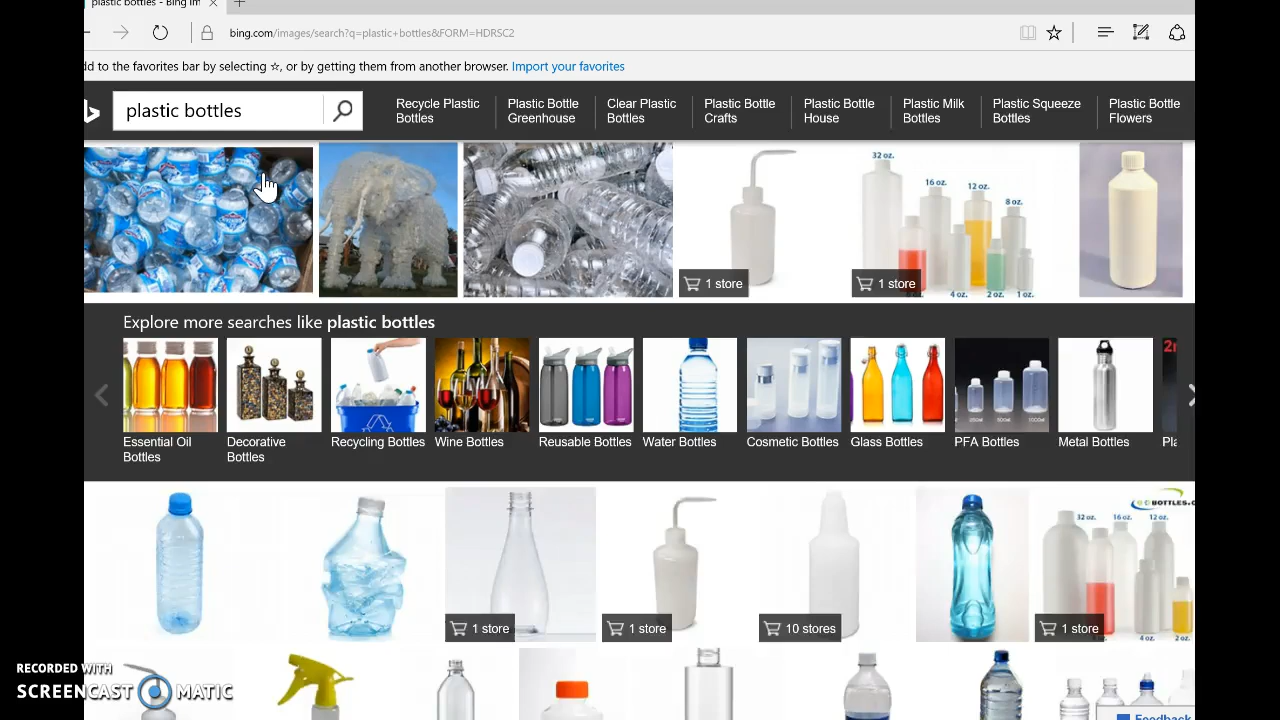 plastic bottles - Bing im
bing.com/images/search?q=plastic+bottles&FORM=HDRSC2
dd to the favorites bar by selecting ☆, or by getting them from another browser. Import your favorites
plastic bottles
Recycle Plastic
Bottles
Plastic Bottle
Greenhouse
Clear Plastic
Bottles
Plastic Bottle
Crafts
Plastic Bottle
House
Plastic Milk
Bottles
Plastic Squeeze
Bottles
Plastic Bottle
Flowers
32 oz.
16 oz.
12 oz.
8 oz.
4 oz.
2 oz.
1 oz.
1 store
1 store
Explore more searches like plastic bottles
Essential Oil
Bottles
Decorative
Bottles
Recycling Bottles
Wine Bottles
Reusable Bottles
Water Bottles
Cosmetic Bottles
Glass Bottles
PFA Bottles
Metal Bottles
32 oz.
16 oz.
12 oz.
4 oz.
2 oz.
1 store
1 store
10 stores
1 store
RECORDED WITH
SCREENCAST MATIC
Feedback